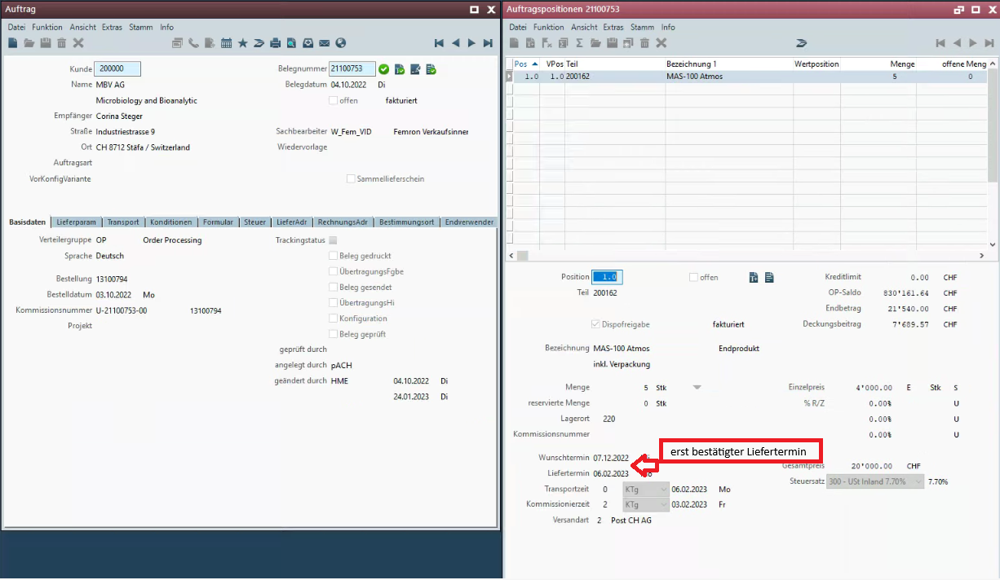 Auftrag
Datei Funktion Ansicht Extras Stamm Info
Kunde 200000
Belegnummer 21100753
Name MBV AG
Belegdatum 04.10.2022 Di
Microbiology and Bioanalytic
offen fakturiert
Empfänger Corina Steger
Straße Industriestrasse 9
Sachbearbeiter W_Fem_VID Femron Verkaufsinner
Ort CH 8712 Stäfa / Switzerland
Wiedervorlage
Auftragsart
VorKonfigVariante
Sammellieferschein
Basisdaten Lieferparam Transport Konditionen Formular Steuer LieferAdr RechnungsAdr Bestimmungsort Endverwender
Verteilergruppe OP Order Processing
Trackingstatus
Sprache Deutsch
Beleg gedruckt
ÜbertragungsFgbe
Bestellung 13100794
Beleg gesendet
Bestelldatum 03.10.2022 Mo
ÜbertragungsHi
Kommissionsnummer U-21100753-00 13100794
Konfiguration
Projekt
Beleg geprüft
geprüft durch
angelegt durch pACH
geändert durch HME 04.10.2022 Di
24.01.2023 Di
Auftragspositionen 21100753
Datei Funktion Ansicht Extras Stamm Info
Pos VPos Teil Bezeichnung 1 Wertposition Menge offene Meng
1.0 1.0 200162 MAS-100 Atmos 5 0
Position 1.0 offen
Kreditlimit 0.00 CHF
Teil 200162
OP-Saldo 830'161.64 CHF
Endbetrag 21'540.00 CHF
Dispofreigabe fakturiert
Deckungsbeitrag 7'689.57 CHF
Bezeichnung MAS-100 Atmos Endprodukt
inkl. Verpackung
Menge 5 Stk
Einzelpreis 4'000.00 E Stk S
reservierte Menge 0 Stk
% R/Z 0.00% U
Lagerort 220
0.00% U
Kommissionsnummer
0.00% U
erst bestätigter Liefertermin
Wunschtermin 07.12.2022
Gesamtpreis 20'000.00 CHF
Liefertermin 06.02.2023
Steuersatz 300 - USt Inland 7.70% 7.70%
Transportzeit 0 KTg 06.02.2023 Mo
Kommissionierzeit 2 KTg 03.02.2023 Fr
Versandart 2 Post CH AG